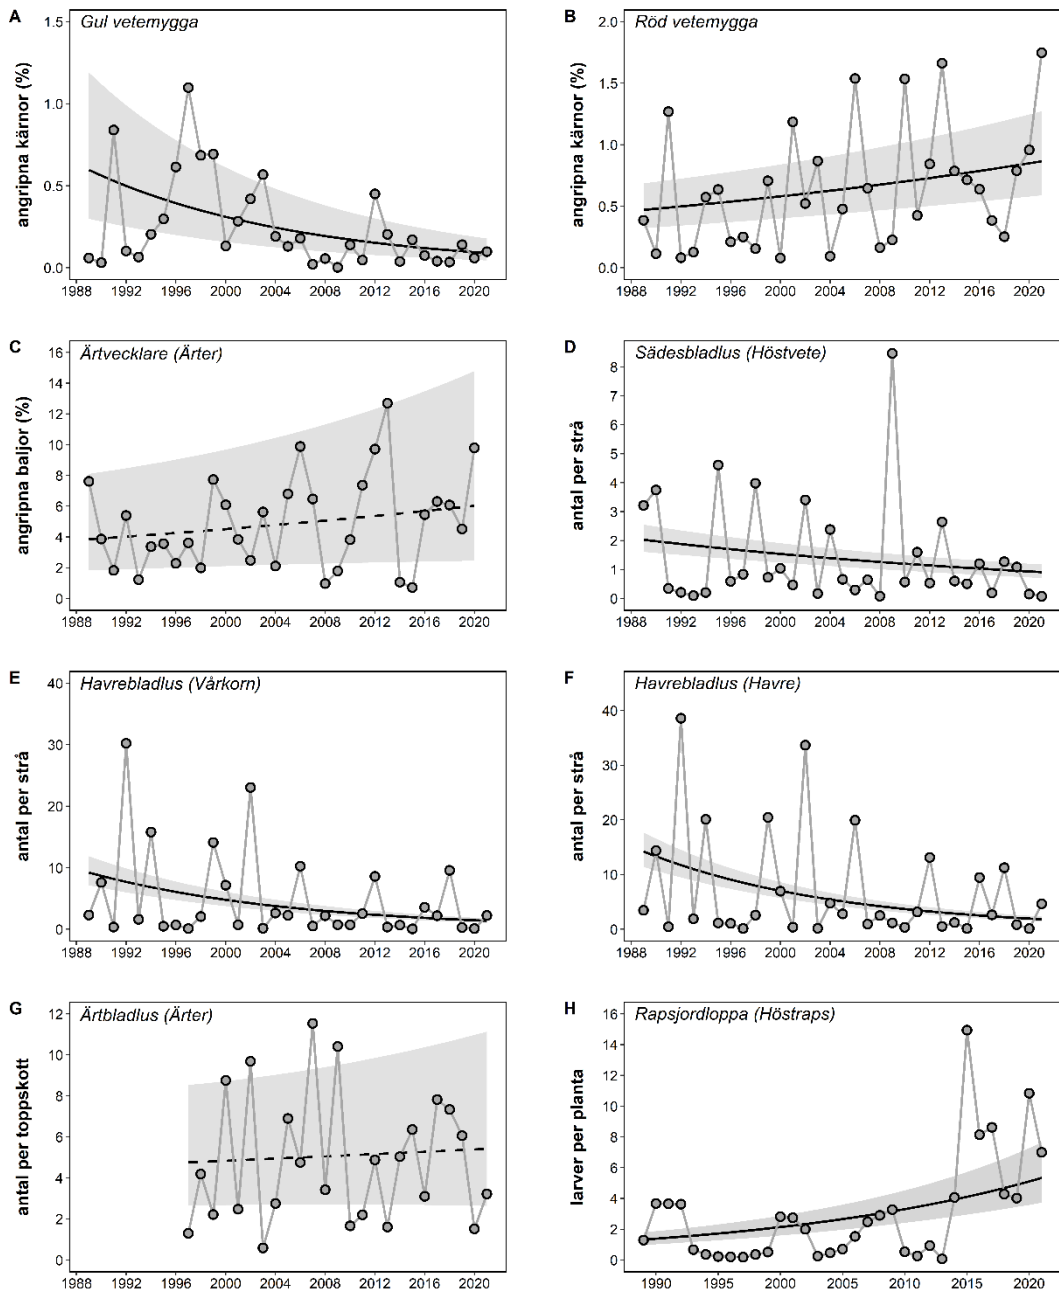 A
Gul vetemygga
angripna kärnor (%)
1.5
1.0
0.5
0.0
1988 1992 1996 2000 2004 2008 2012 2016 2020
B
Röd vetemygga
angripna kärnor (%)
2.0
1.5
1.0
0.5
0.0
1988 1992 1996 2000 2004 2008 2012 2016 2020
C
Ärtvecklare (Ärter)
angripna baljor (%)
16
14
12
10
8
6
4
2
0
1988 1992 1996 2000 2004 2008 2012 2016 2020
D
Sädesbladlus (Höstvete)
antal per strå
8
7
6
5
4
3
2
1
0
1988 1992 1996 2000 2004 2008 2012 2016 2020
E
Havrebladlus (Vårkorn)
antal per strå
40
30
20
10
0
1988 1992 1996 2000 2004 2008 2012 2016 2020
F
Havrebladlus (Havre)
antal per strå
40
30
20
10
0
1988 1992 1996 2000 2004 2008 2012 2016 2020
G
Ärtbladlus (Ärter)
antal per toppskott
12
10
8
6
4
2
0
1988 1992 1996 2000 2004 2008 2012 2016 2020
H
Rapsjordloppa (Höstraps)
larver per planta
16
14
12
10
8
6
4
2
0
1990 1995 2000 2005 2010 2015 2020